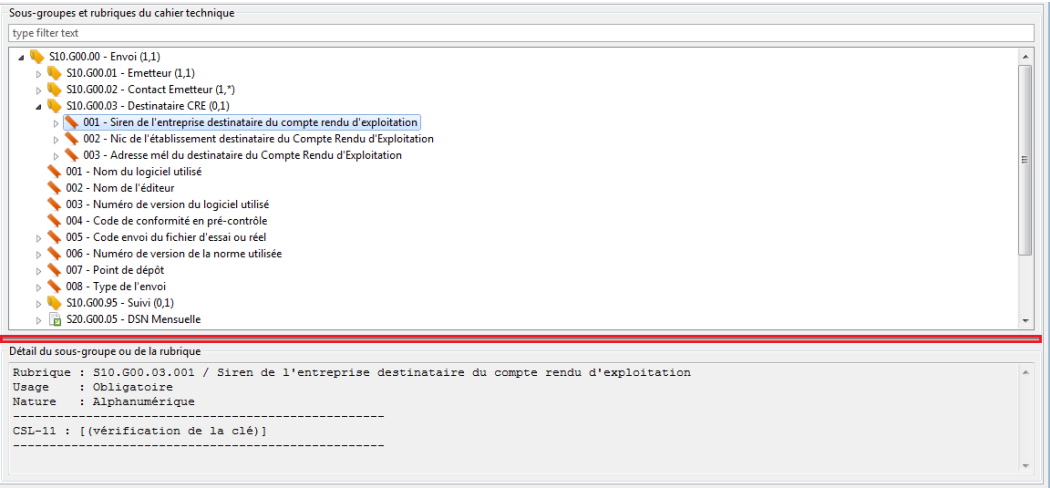 Sous-groupes et rubriques du cahier technique
type filter text
S10.G00.00 - Envoi (1,1)
S10.G00.01 - Emetteur (1,1)
S10.G00.02 - Contact Emetteur (1,*)
S10.G00.03 - Destinataire CRE (0,1)
001 - Siren de l'entreprise destinataire du compte rendu d'exploitation
002 - Nic de l'établissement destinataire du Compte Rendu d'Exploitation
003 - Adresse mél du destinataire du Compte Rendu d'Exploitation
001 - Nom du logiciel utilisé
002 - Nom de l'éditeur
003 - Numéro de version du logiciel utilisé
004 - Code de conformité en pré-contrôle
005 - Code envoi du fichier d'essai ou réel
006 - Numéro de version de la norme utilisée
007 - Point de dépôt
008 - Type de l'envoi
S10.G00.95 - Suivi (0,1)
S20.G00.05 - DSN Mensuelle
Détail du sous-groupe ou de la rubrique
Rubrique : S10.G00.03.001 / Siren de l'entreprise destinataire du compte rendu d'exploitation
Usage : Obligatoire
Nature : Alphanumérique
---------------------------------------------------
CSL-11 : [(vérification de la clé)]
---------------------------------------------------